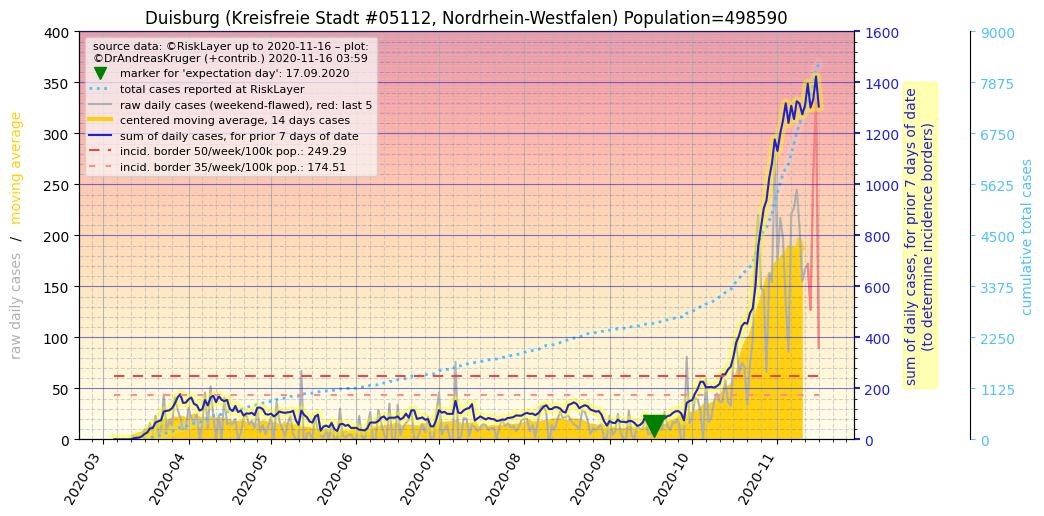 Duisburg (Kreisfreie Stadt #05112, Nordrhein-Westfalen) Population=498590
source data: ©RiskLayer up to 2020-11-16 – plot:
©DrAndreasKruger (+contrib.) 2020-11-16 03:59
marker for 'expectation day': 17.09.2020
total cases reported at RiskLayer
raw daily cases (weekend-flawed), red: last 5
centered moving average, 14 days cases
sum of daily cases, for prior 7 days of date
incid. border 50/week/100k pop.: 249.29
incid. border 35/week/100k pop.: 174.51
raw daily cases / moving average
400
350
300
250
200
150
100
50
0
2020-03
2020-04
2020-05
2020-06
2020-07
2020-08
2020-09
2020-10
2020-11
1600
1400
1200
1000
800
600
400
200
0
sum of daily cases, for prior 7 days of date
(to determine incidence borders)
9000
7875
6750
5625
4500
3375
2250
1125
0
cumulative total cases